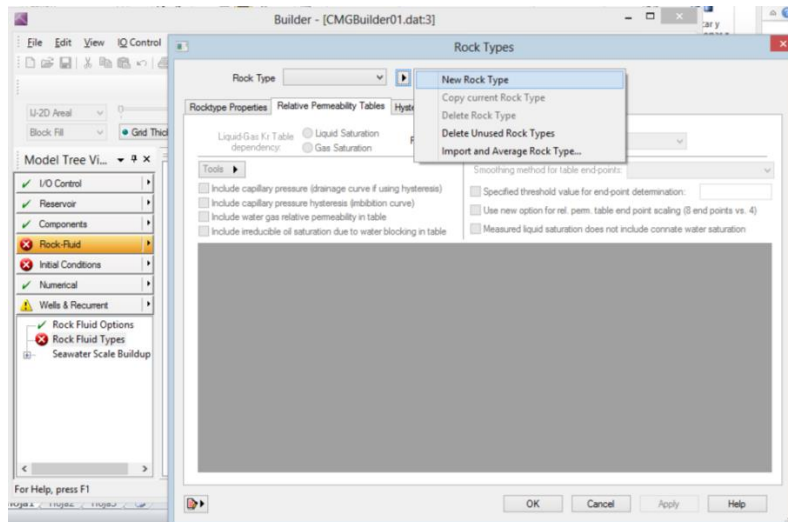 Builder - [CMGBuilder01.dat:3]
File Edit View IQ Control
Rock Types
Rock Type
New Rock Type
Copy current Rock Type
Delete Rock Type
Delete Unused Rock Types
Import and Average Rock Type...
IJ-2D Areal
Block Fill
Grid Thic
Rocktype Properties Relative Permeability Tables Hyste
Liquid-Gas Kr Table
dependency:
Liquid Saturation
Gas Saturation
Model Tree Vi...
Tools
Smoothing method for table end-points:
I/O Control
Reservoir
Components
Rock-Fluid
Initial Conditions
Numerical
Wells & Recurrent
Rock Fluid Options
Rock Fluid Types
Seawater Scale Buildup
Include capillary pressure (drainage curve if using hysteresis)
Include capillary pressure hysteresis (imbibition curve)
Include water gas relative permeability in table
Include irreducible oil saturation due to water blocking in table
Specified threshold value for end-point determination:
Use new option for rel. perm. table end point scaling (8 end points vs. 4)
Measured liquid saturation does not include connate water saturation
For Help, press F1
OK Cancel Apply Help